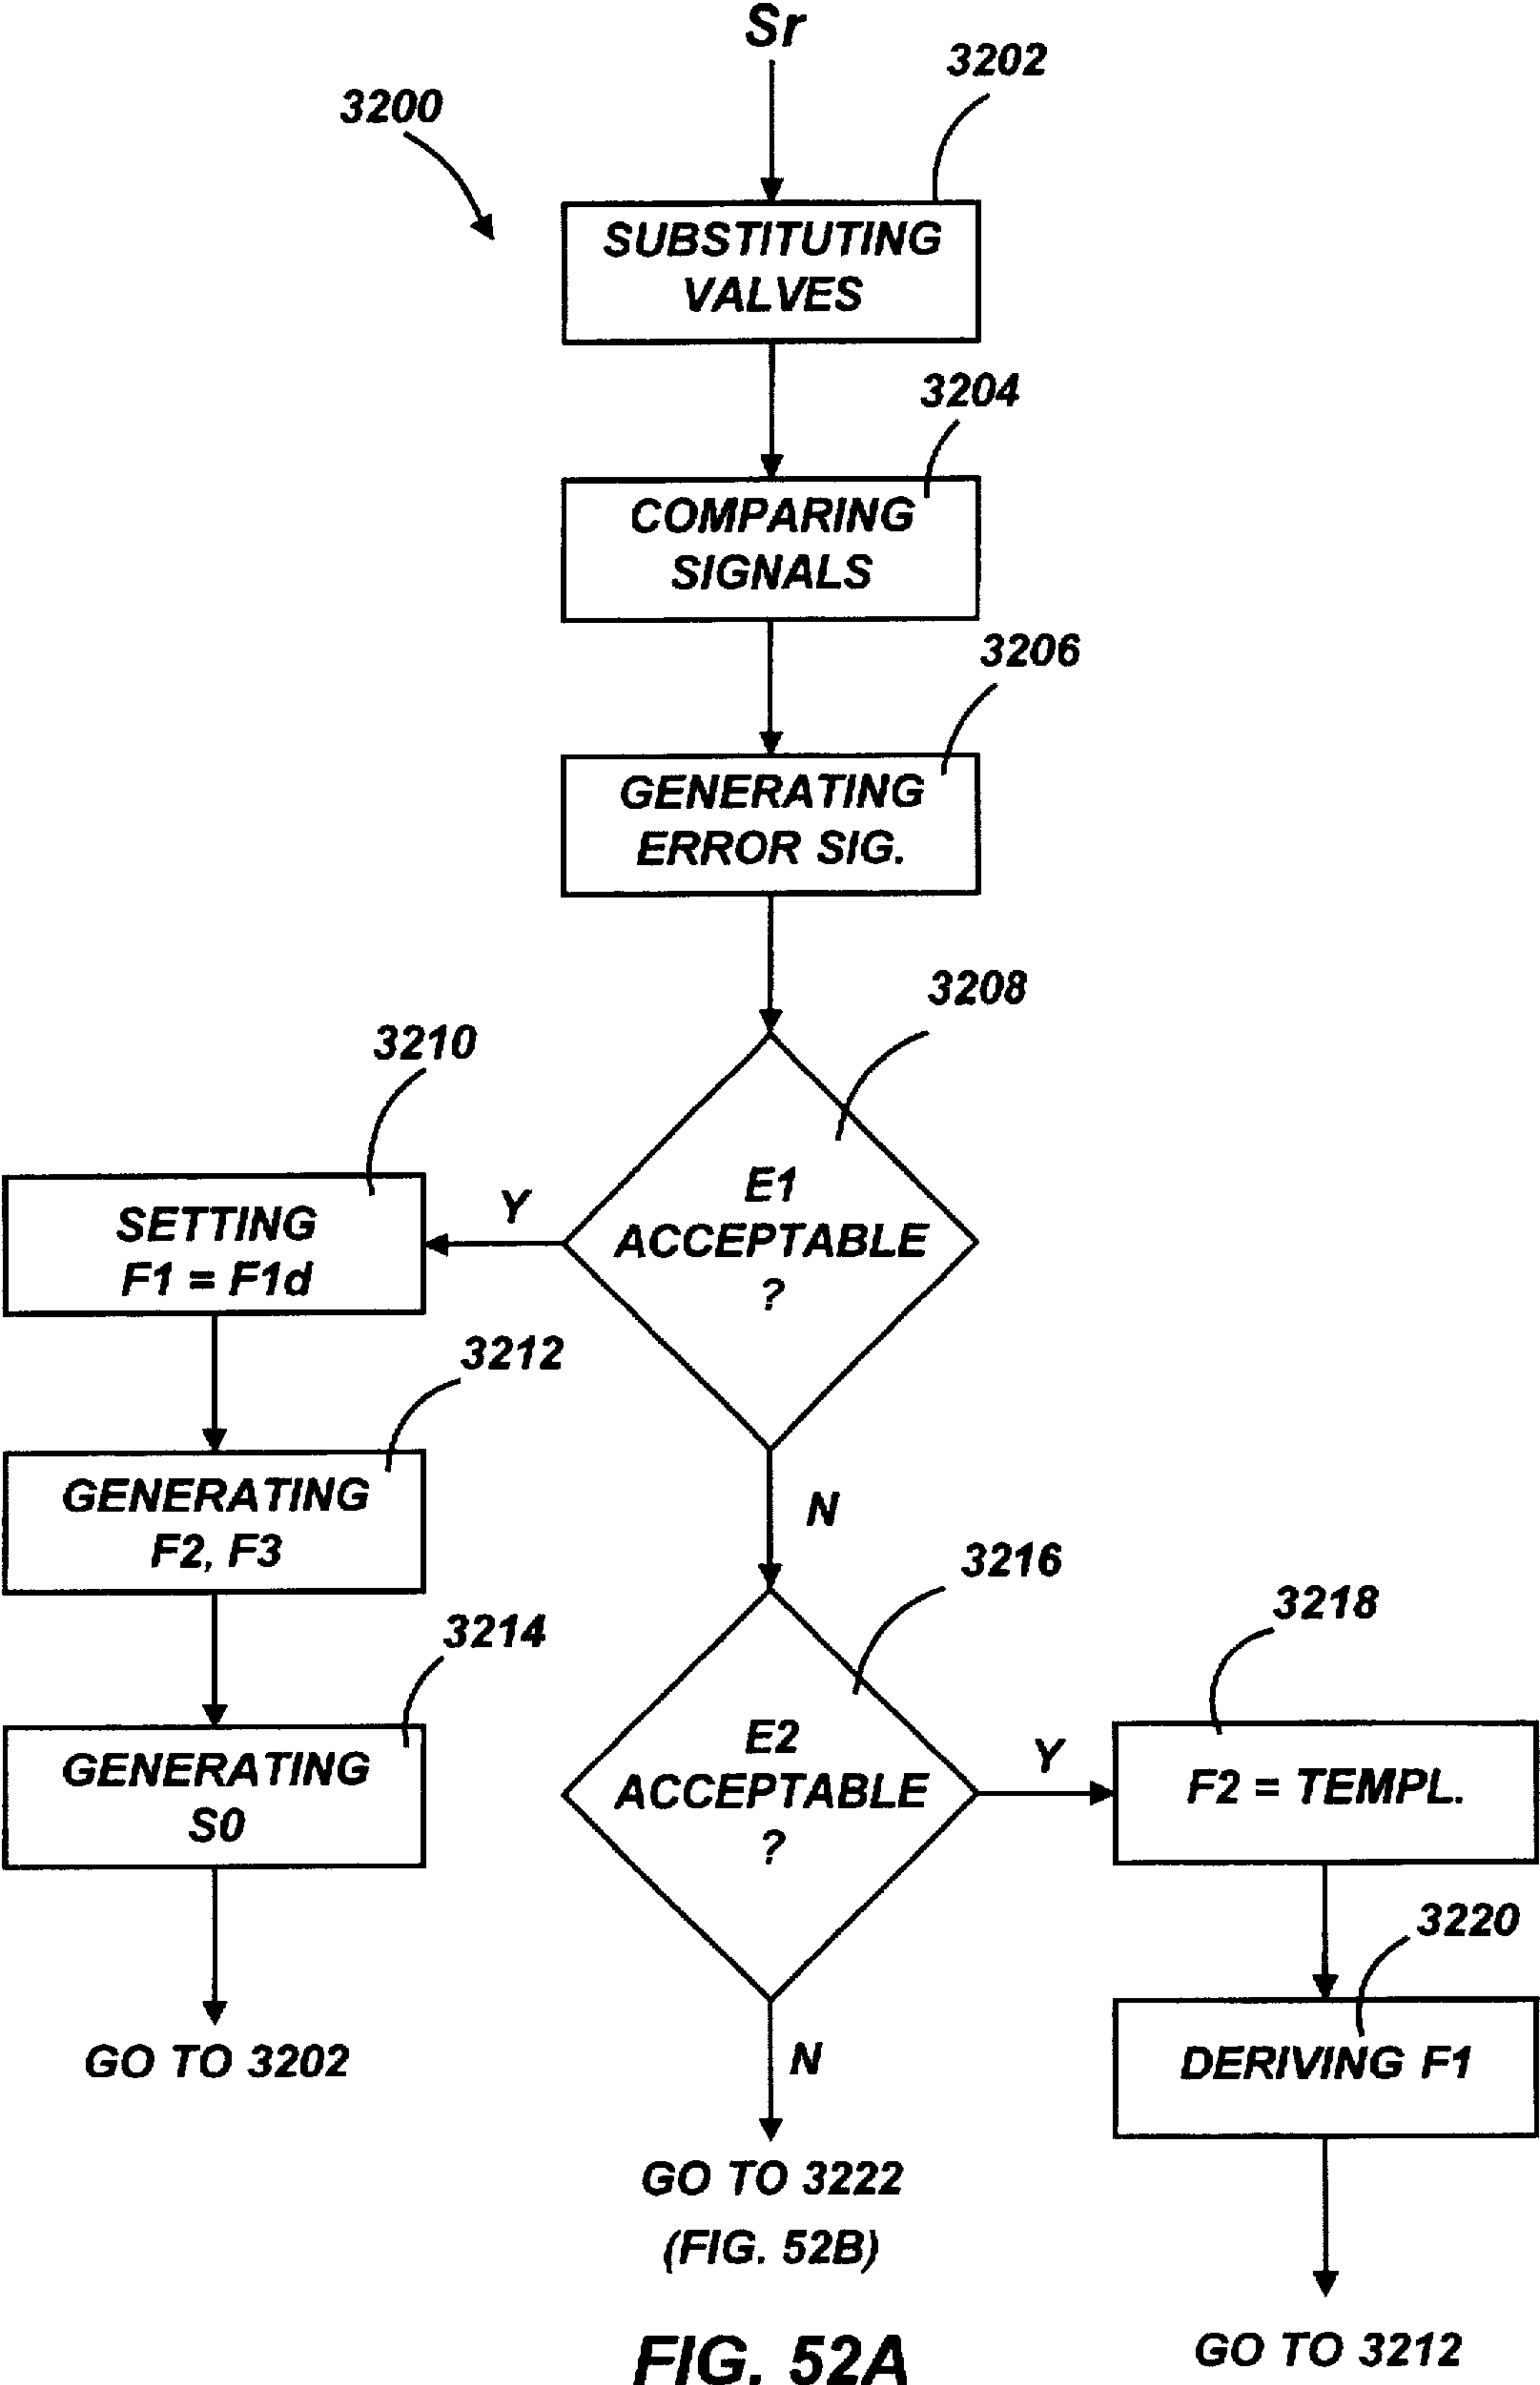 Sr
3202
3200
SUBSTITUTING
VALVES
3204
COMPARING
SIGNALS
3206
GENERATING
ERROR SIG.
3208
3210
E1
ACCEPTABLE
?
Y
SETTING
F1 = F1d
3212
GENERATING
F2, F3
N
3216
3218
3214
E2
ACCEPTABLE
?
Y
F2 = TEMPL.
GENERATING
S0
3220
GO TO 3202
N
DERIVING F1
GO TO 3222
(FIG. 52B)
GO TO 3212
FIG. 52A